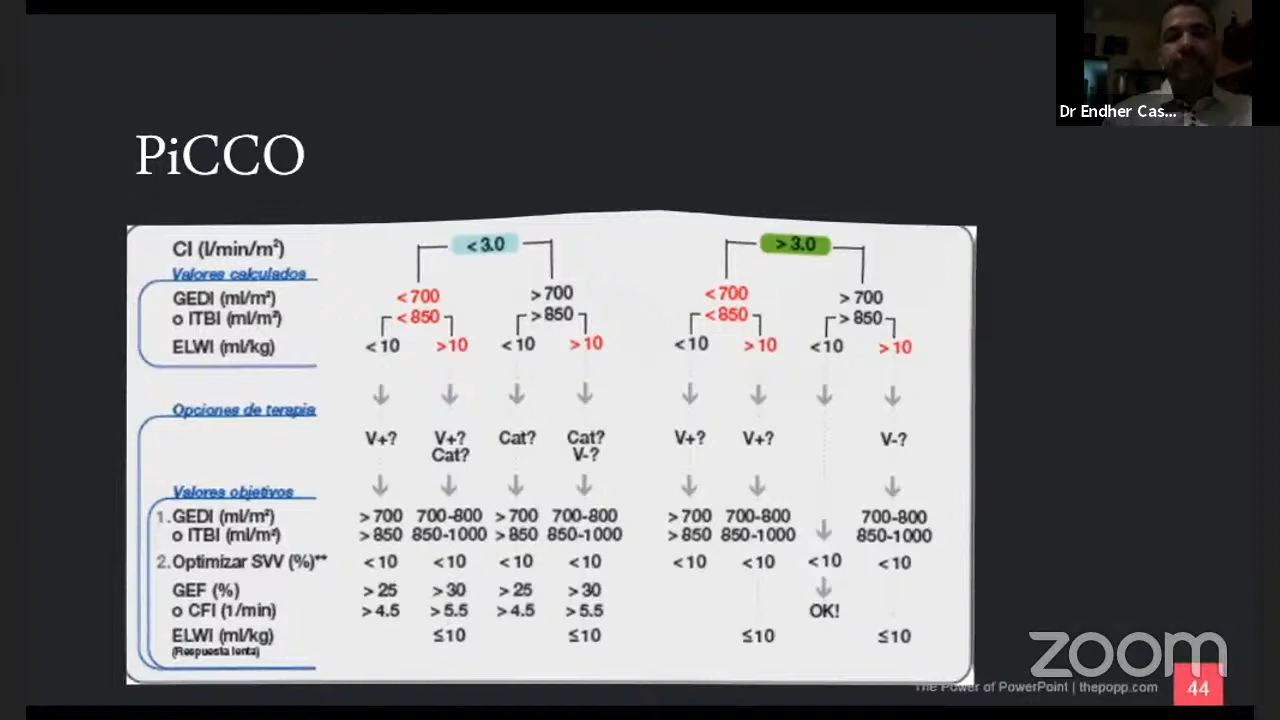 Dr Endher Cas...
PiCCO
CI (l/min/m²) < 3.0 > 3.0
Valores calculados
GEDI (ml/m²) < 700 > 700 < 700 > 700
o ITBI (ml/m²) < 850 > 850 < 850 > 850
ELWI (ml/kg) < 10 > 10 < 10 > 10 < 10 > 10 < 10 > 10
Opciones de terapia
V+? V+? Cat? Cat? V+? V+? V-?
Cat? V-?
Valores objetivos
1. GEDI (ml/m²) > 700 700-800 > 700 700-800 > 700 700-800 700-800
o ITBI (ml/m²) > 850 850-1000 > 850 850-1000 > 850 850-1000 850-1000
2. Optimizar SVV (%)** < 10 < 10 < 10 < 10 < 10 < 10 < 10 < 10
GEF (%) > 25 > 30 > 25 > 30
o CFI (1/min) > 4.5 > 5.5 > 4.5 > 5.5 OK!
ELWI (ml/kg) ≤10 ≤10 ≤10 ≤10
(Respuesta lenta)
zoom
The Power of PowerPoint | thepopp.com
44